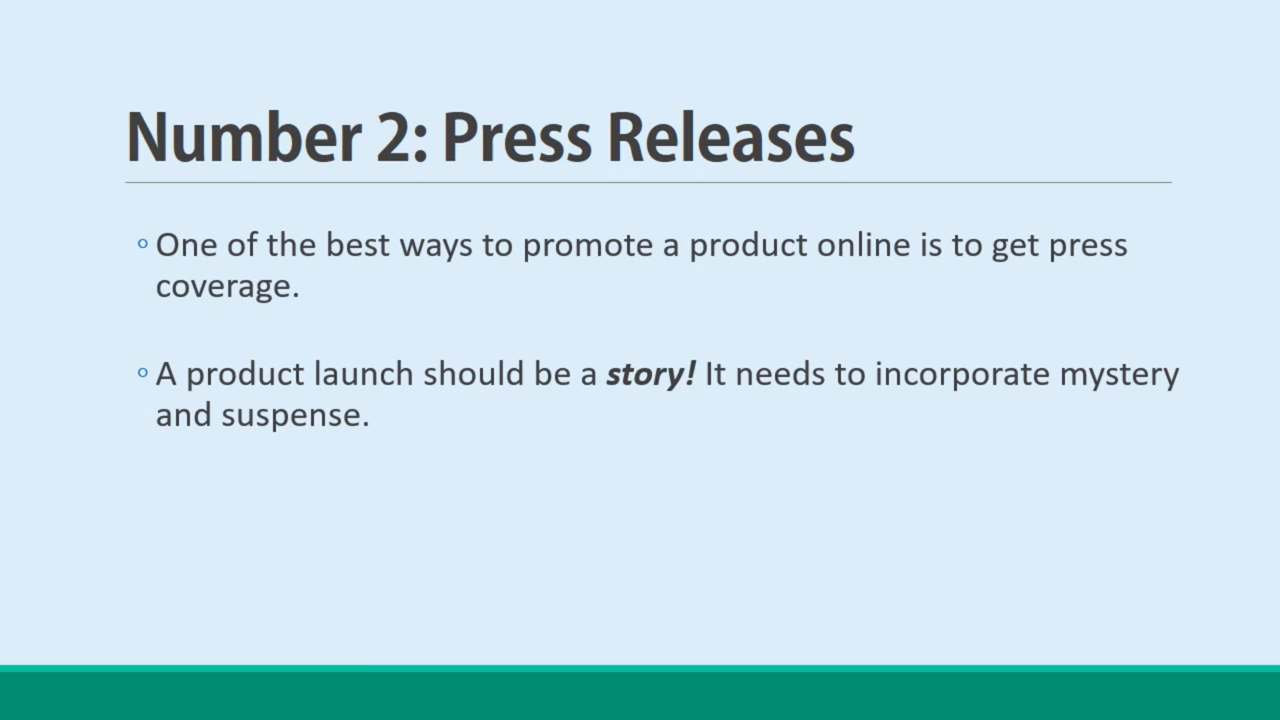 Number 2: Press Releases
◦ One of the best ways to promote a product online is to get press
coverage.
◦ A product launch should be a story! It needs to incorporate mystery
and suspense.